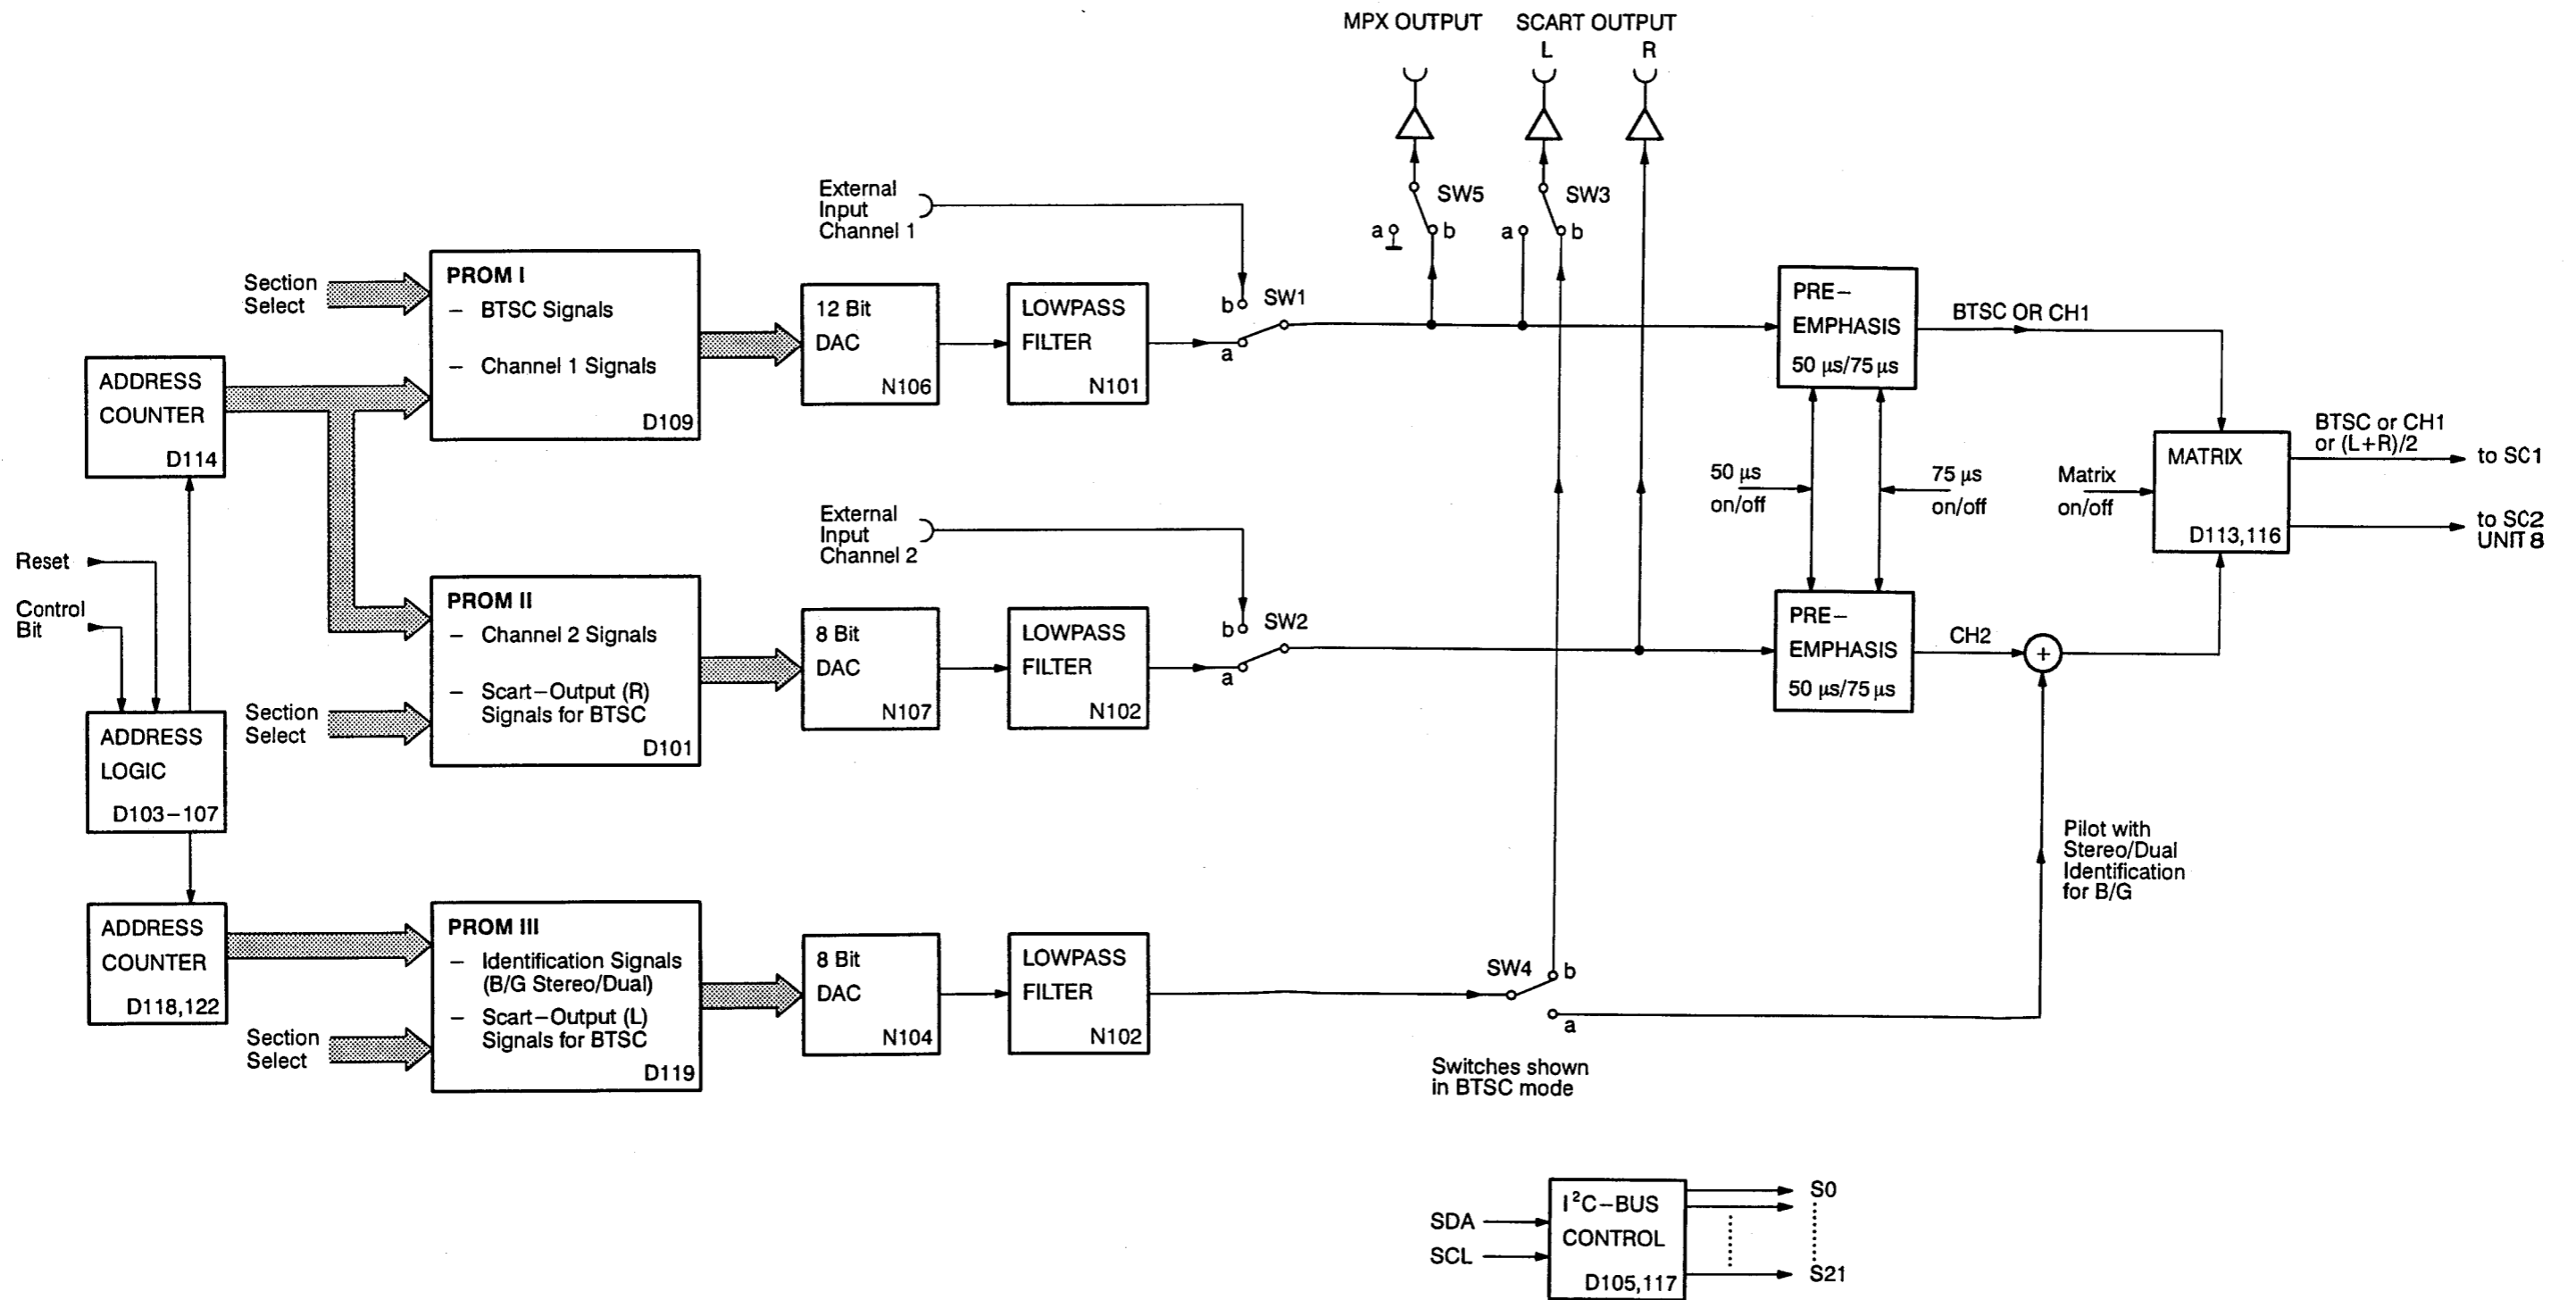 MPX OUTPUT
SCART OUTPUT
L
R
External
Input
Channel 1
SW5
a
b
SW3
a
b
Section
Select
PROM I
– BTSC Signals
– Channel 1 Signals
D109
12 Bit
DAC
N106
LOWPASS
FILTER
N101
b
SW1
a
PRE–
EMPHASIS
50 µs/75 µs
BTSC OR CH1
ADDRESS
COUNTER
D114
50 µs
on/off
75 µs
on/off
Matrix
on/off
MATRIX
D113,116
BTSC or CH1
or (L+R)/2
to SC1
to SC2
UNIT 8
External
Input
Channel 2
Reset
Control
Bit
PROM II
– Channel 2 Signals
– Scart–Output (R)
Signals for BTSC
D101
Section
Select
8 Bit
DAC
N107
LOWPASS
FILTER
N102
b
SW2
a
PRE–
EMPHASIS
50 µs/75 µs
CH2
+
ADDRESS
LOGIC
D103–107
Pilot with
Stereo/Dual
Identification
for B/G
ADDRESS
COUNTER
D118,122
Section
Select
PROM III
– Identification Signals
(B/G Stereo/Dual)
– Scart–Output (L)
Signals for BTSC
D119
8 Bit
DAC
N104
LOWPASS
FILTER
N102
SW4
b
a
Switches shown
in BTSC mode
SDA
SCL
I²C–BUS
CONTROL
D105,117
S0
S21